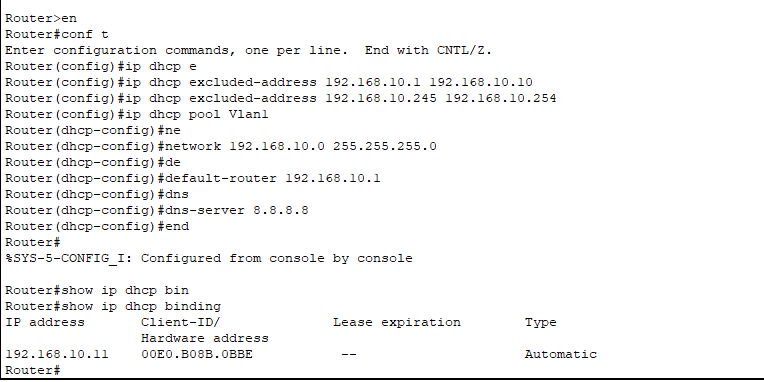 Router>en
Router#conf t
Enter configuration commands, one per line.  End with CNTL/Z.
Router(config)#ip dhcp e
Router(config)#ip dhcp excluded-address 192.168.10.1 192.168.10.10
Router(config)#ip dhcp excluded-address 192.168.10.245 192.168.10.254
Router(config)#ip dhcp pool Vlan1
Router(dhcp-config)#ne
Router(dhcp-config)#network 192.168.10.0 255.255.255.0
Router(dhcp-config)#de
Router(dhcp-config)#default-router 192.168.10.1
Router(dhcp-config)#dns
Router(dhcp-config)#dns-server 8.8.8.8
Router(dhcp-config)#end
Router#
%SYS-5-CONFIG_I: Configured from console by console

Router#show ip dhcp bin
Router#show ip dhcp binding
IP address       Client-ID/              Lease expiration        Type
                 Hardware address
192.168.10.11    00E0.B08B.0BBE           --                     Automatic
Router#